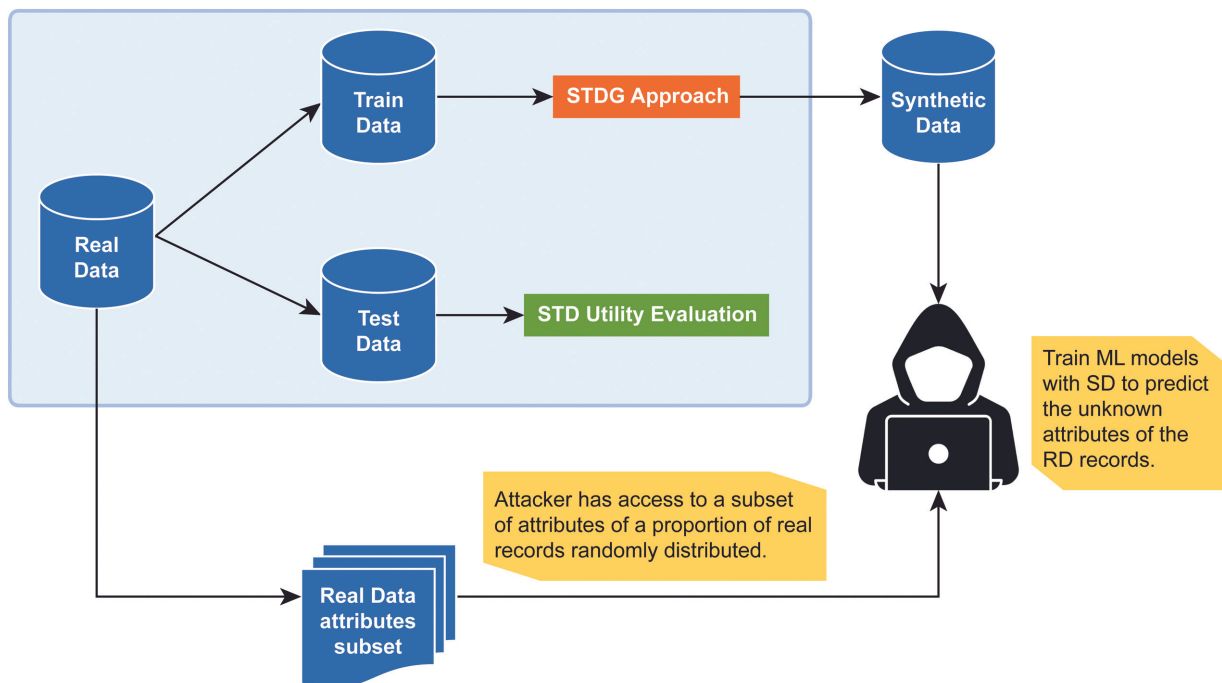 Train
Data
STDG Approach
Synthetic
Data
Real
Data
Test
Data
STD Utility Evaluation
Train ML models
with SD to predict
the unknown
attributes of the
RD records.
Attacker has access to a subset
of attributes of a proportion of real
records randomly distributed.
Real Data
attributes
subset